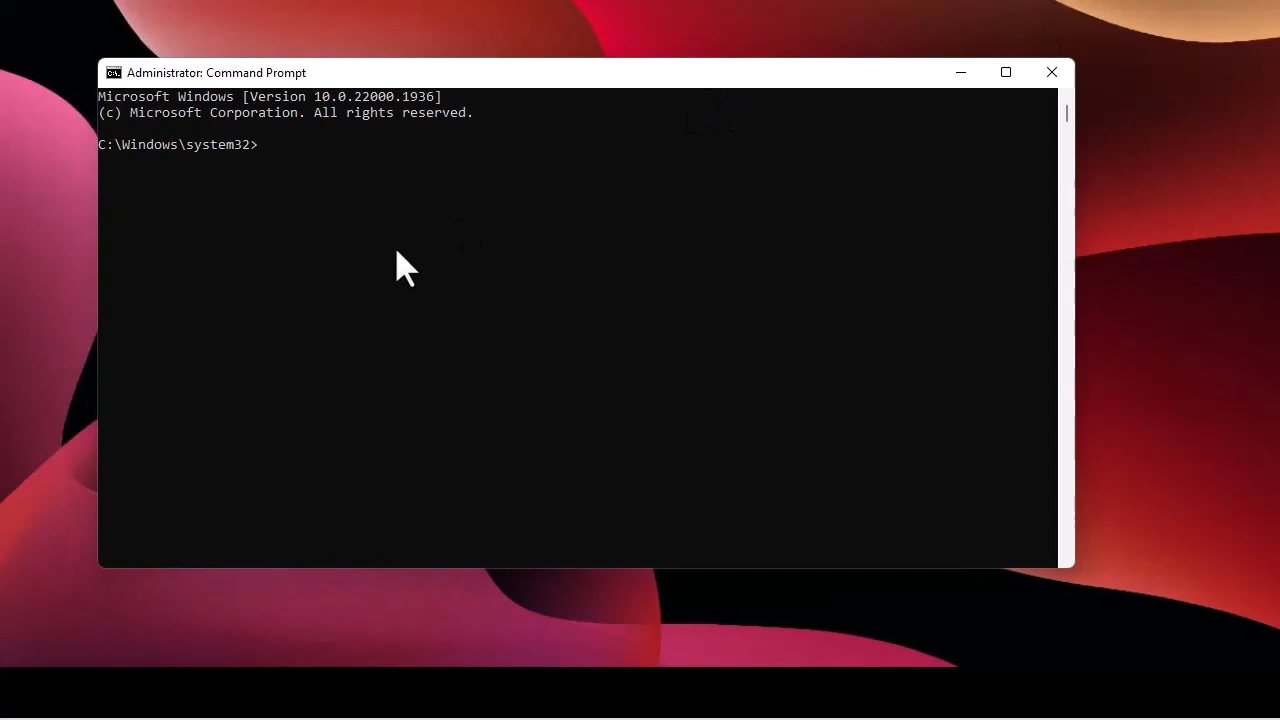 Administrator: Command Prompt
Microsoft Windows [Version 10.0.22000.1936]
(c) Microsoft Corporation. All rights reserved.
C:\Windows\system32>